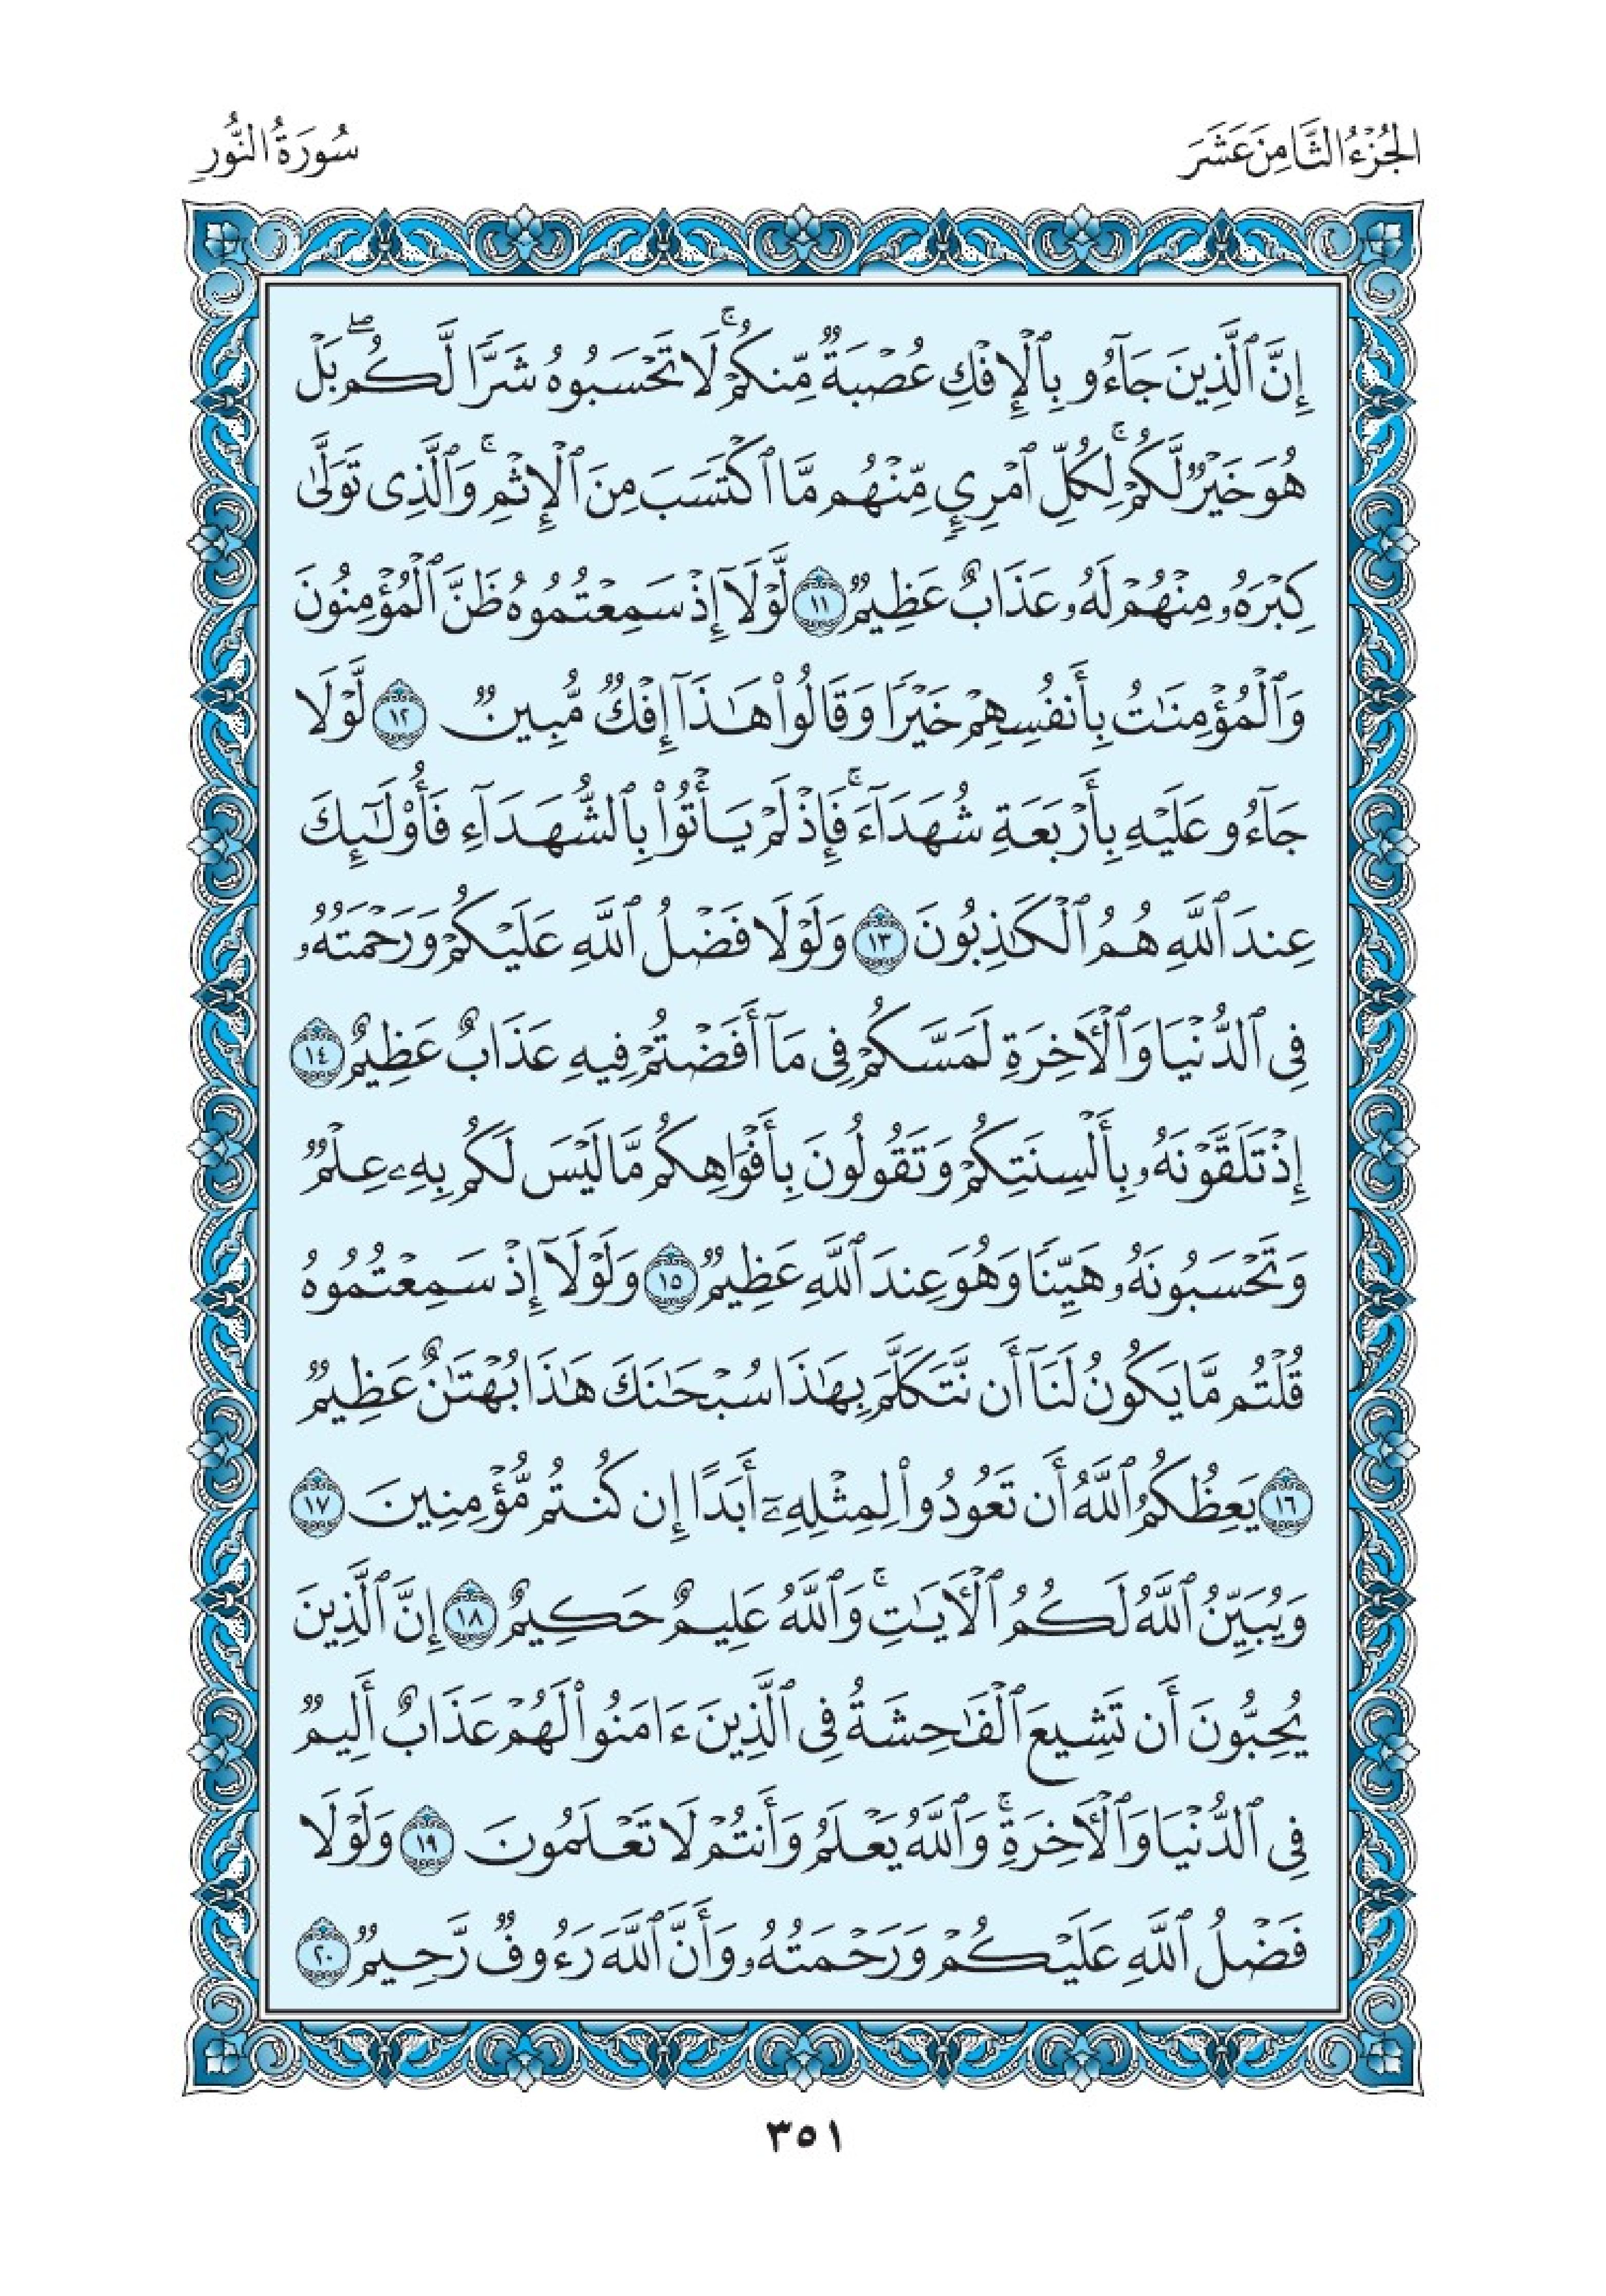 الجُزْءُ الثَّامِنَ عَشَرَ
سُورَةُ النُّورِ
إِنَّ ٱلَّذِينَ جَآءُو بِٱلْإِفْكِ عُصْبَةٌ مِّنكُمْ ۚ لَا تَحْسَبُوهُ شَرًّا لَّكُم ۖ بَلْ
هُوَ خَيْرٌ لَّكُمْ ۚ لِكُلِّ ٱمْرِئٍ مِّنْهُم مَّا ٱكْتَسَبَ مِنَ ٱلْإِثْمِ ۚ وَٱلَّذِى تَوَلَّىٰ
كِبْرَهُۥ مِنْهُمْ لَهُۥ عَذَابٌ عَظِيمٌ ١١ لَّوْلَآ إِذْ سَمِعْتُمُوهُ ظَنَّ ٱلْمُؤْمِنُونَ
وَٱلْمُؤْمِنَٰتُ بِأَنفُسِهِمْ خَيْرًا وَقَالُوا۟ هَٰذَآ إِفْكٌ مُّبِينٌ ١٢ لَّوْلَا
جَآءُو عَلَيْهِ بِأَرْبَعَةِ شُهَدَآءَ ۚ فَإِذْ لَمْ يَأْتُوا۟ بِٱلشُّهَدَآءِ فَأُو۟لَٰٓئِكَ
عِندَ ٱللَّهِ هُمُ ٱلْكَٰذِبُونَ ١٣ وَلَوْلَا فَضْلُ ٱللَّهِ عَلَيْكُمْ وَرَحْمَتُهُۥ
فِى ٱلدُّنْيَا وَٱلْءَاخِرَةِ لَمَسَّكُمْ فِى مَآ أَفَضْتُمْ فِيهِ عَذَابٌ عَظِيمٌ ١٤
إِذْ تَلَقَّوْنَهُۥ بِأَلْسِنَتِكُمْ وَتَقُولُونَ بِأَفْوَاهِكُم مَّا لَيْسَ لَكُم بِهِۦ عِلْمٌ
وَتَحْسَبُونَهُۥ هَيِّنًا وَهُوَ عِندَ ٱللَّهِ عَظِيمٌ ١٥ وَلَوْلَآ إِذْ سَمِعْتُمُوهُ
قُلْتُم مَّا يَكُونُ لَنَآ أَن نَّتَكَلَّمَ بِهَٰذَا سُبْحَٰنَكَ هَٰذَا بُهْتَٰنٌ عَظِيمٌ
١٦ يَعِظُكُمُ ٱللَّهُ أَن تَعُودُوا۟ لِمِثْلِهِۦٓ أَبَدًا إِن كُنتُم مُّؤْمِنِينَ ١٧
وَيُبَيِّنُ ٱللَّهُ لَكُمُ ٱلْءَايَٰتِ ۚ وَٱللَّهُ عَلِيمٌ حَكِيمٌ ١٨ إِنَّ ٱلَّذِينَ
يُحِبُّونَ أَن تَشِيعَ ٱلْفَٰحِشَةُ فِى ٱلَّذِينَ ءَامَنُوا۟ لَهُمْ عَذَابٌ أَلِيمٌ
فِى ٱلدُّنْيَا وَٱلْءَاخِرَةِ ۚ وَٱللَّهُ يَعْلَمُ وَأَنتُمْ لَا تَعْلَمُونَ ١٩ وَلَوْلَا
فَضْلُ ٱللَّهِ عَلَيْكُمْ وَرَحْمَتُهُۥ وَأَنَّ ٱللَّهَ رَءُوفٌ رَّحِيمٌ ٢٠
٣٥١